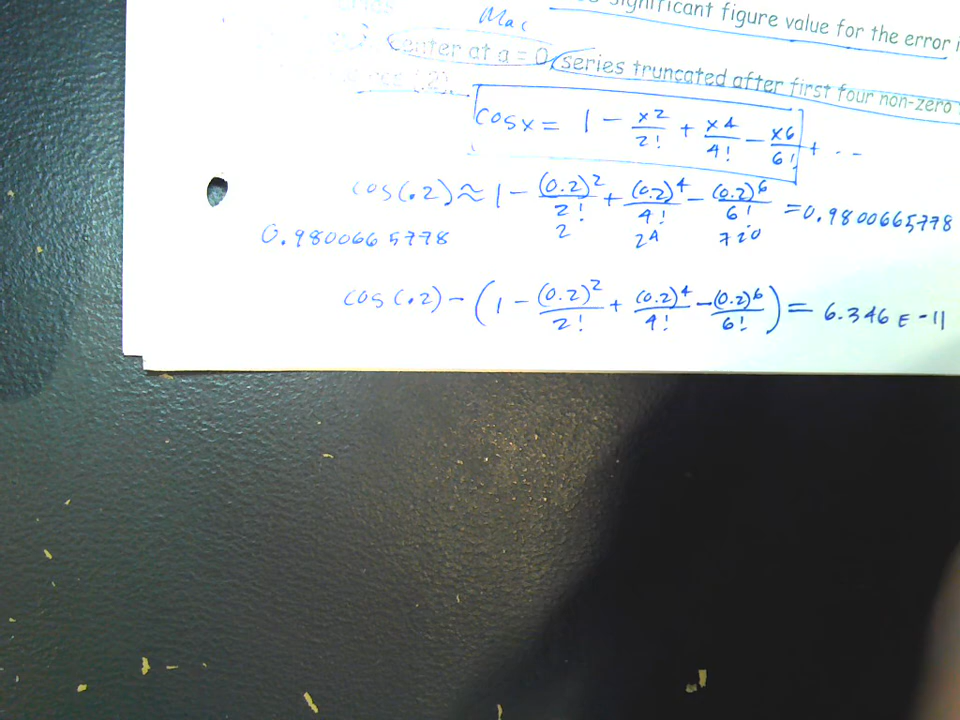 significant figure value for the error
Mac
Center at a = 0, series truncated after first four non-zero
cos (.2).
cos x = 1 - x2/2! + x4/4! - x6/6! + ...
cos(.2) ≈ 1 - (0.2)^2/2! + (0.2)^4/4! - (0.2)^6/6! = 0.9800665778
2 24 720
0.9800665778
cos (.2) - (1 - (0.2)^2/2! + (0.2)^4/4! - (0.2)^6/6!) = 6.346 E -11